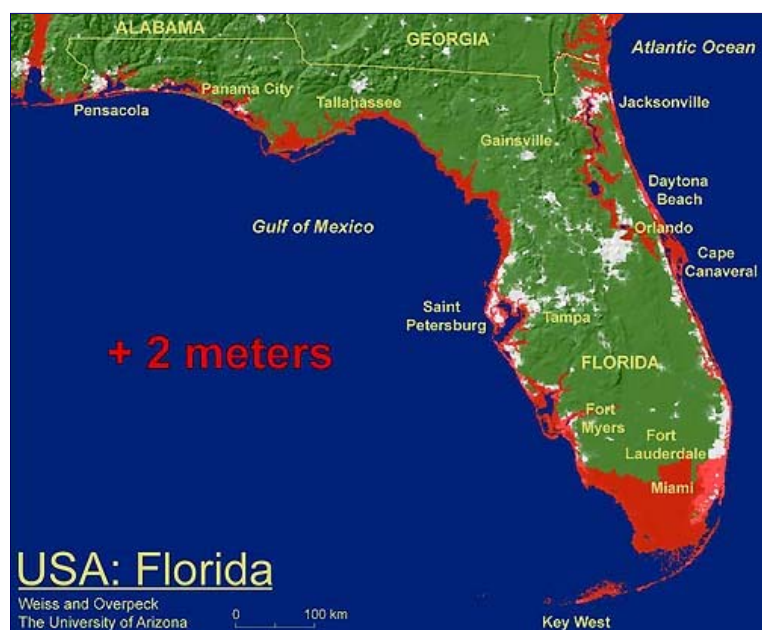 ALABAMA
GEORGIA
Atlantic Ocean
Pensacola
Panama City
Tallahassee
Jacksonville
Gainsville
Daytona
Beach
Gulf of Mexico
Orlando
Cape
Canaveral
Saint
Petersburg
Tampa
+ 2 meters
FLORIDA
Fort
Myers
Fort
Lauderdale
Miami
USA: Florida
Weiss and Overpeck
The University of Arizona
0 100 km
Key West